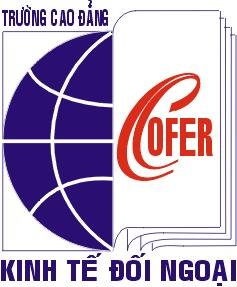 TRƯỜNG CAO ĐẲNG
COFER
KINH TẾ ĐỐI NGOẠI